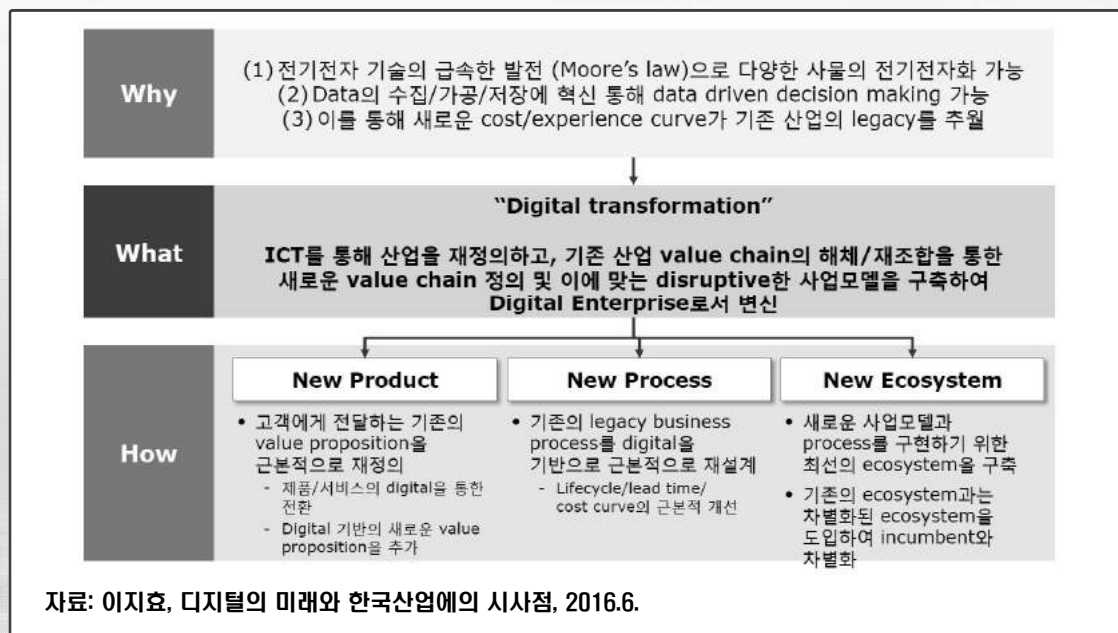 Why
(1) 전기전자 기술의 급속한 발전 (Moore's law)으로 다양한 사물의 전기전자화 가능
(2) Data의 수집/가공/저장에 혁신 통해 data driven decision making 가능
(3) 이를 통해 새로운 cost/experience curve가 기존 산업의 legacy를 추월
What
“Digital transformation”
ICT를 통해 산업을 재정의하고, 기존 산업 value chain의 해체/재조합을 통한
새로운 value chain 정의 및 이에 맞는 disruptive한 사업모델을 구축하여
Digital Enterprise로서 변신
How
New Product
• 고객에게 전달하는 기존의
value proposition을
근본적으로 재정의
- 제품/서비스의 digital을 통한
전환
- Digital 기반의 새로운 value
proposition을 추가
New Process
• 기존의 legacy business
process를 digital을
기반으로 근본적으로 재설계
- Lifecycle/lead time/
cost curve의 근본적 개선
New Ecosystem
• 새로운 사업모델과
process를 구현하기 위한
최선의 ecosystem을 구축
• 기존의 ecosystem과는
차별화된 ecosystem을
도입하여 incumbent와
차별화
자료: 이지효, 디지털의 미래와 한국산업에의 시사점, 2016.6.